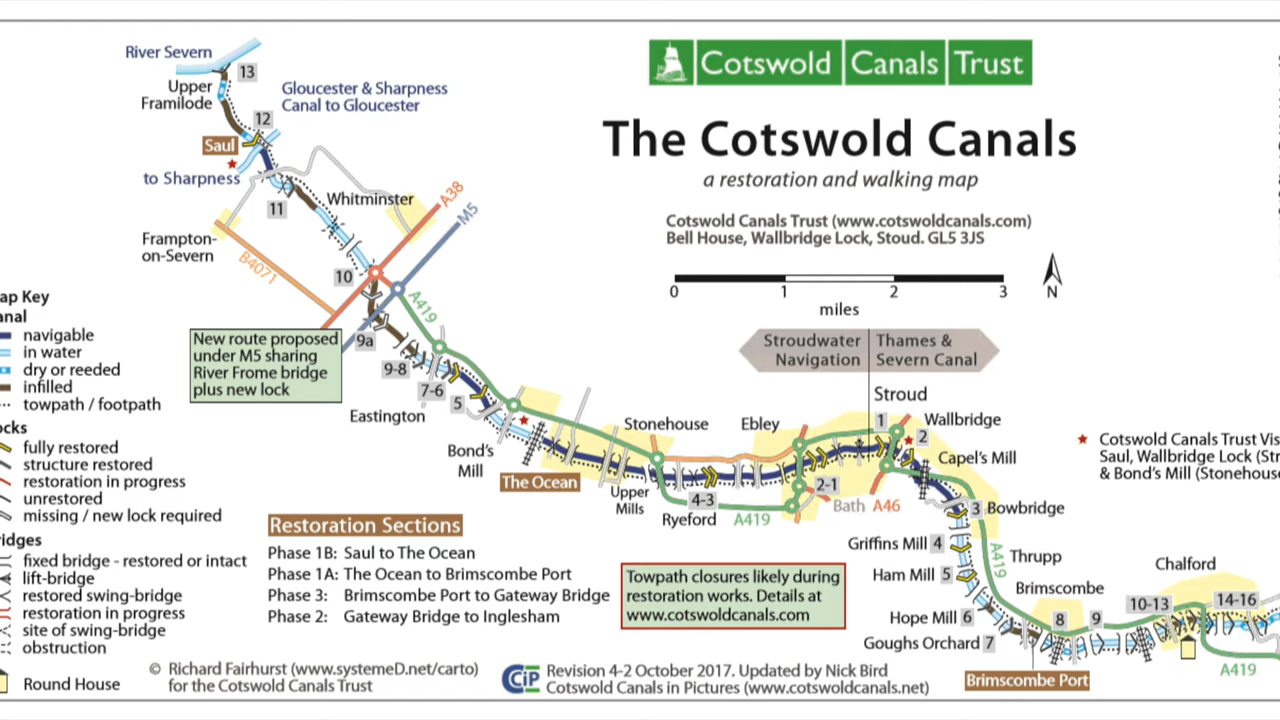 Cotswold Canals Trust
The Cotswold Canals
a restoration and walking map
Cotswold Canals Trust (www.cotswoldcanals.com)
Bell House, Wallbridge Lock, Stoud. GL5 3JS
0 1 2 3
miles
N
Stroudwater
Navigation
Thames &
Severn Canal
River Severn
13
Upper
Framilode
Gloucester & Sharpness
Canal to Gloucester
12
Saul
to Sharpness
11
Whitminster
A38
M5
Frampton-
on-Severn
B4071
10
A419
9a
New route proposed
under M5 sharing
River Frome bridge
plus new lock
9-8
7-6
5
Eastington
Bond's
Mill
The Ocean
Stonehouse
Upper
Mills
4-3
Ryeford
A419
Ebley
2-1
Bath
A46
Stroud
1
Wallbridge
2
Capel's Mill
3
Bowbridge
Griffins Mill 4
A419
Thrupp
Ham Mill 5
Brimscombe
Hope Mill 6
Goughs Orchard 7
8
9
10-13
Chalford
14-16
Brimscombe Port
A419
Cotswold Canals Trust Vis
Saul, Wallbridge Lock (Str
& Bond's Mill (Stonehouse
ap Key
anal
navigable
in water
dry or reeded
infilled
towpath / footpath
ocks
fully restored
structure restored
restoration in progress
unrestored
missing / new lock required
ridges
fixed bridge - restored or intact
lift-bridge
restored swing-bridge
restoration in progress
site of swing-bridge
obstruction
Round House
Restoration Sections
Phase 1B: Saul to The Ocean
Phase 1A: The Ocean to Brimscombe Port
Phase 3: Brimscombe Port to Gateway Bridge
Phase 2: Gateway Bridge to Inglesham
Towpath closures likely during
restoration works. Details at
www.cotswoldcanals.com
© Richard Fairhurst (www.systemeD.net/carto)
for the Cotswold Canals Trust
CiP
Revision 4-2 October 2017. Updated by Nick Bird
Cotswold Canals in Pictures (www.cotswoldcanals.net)